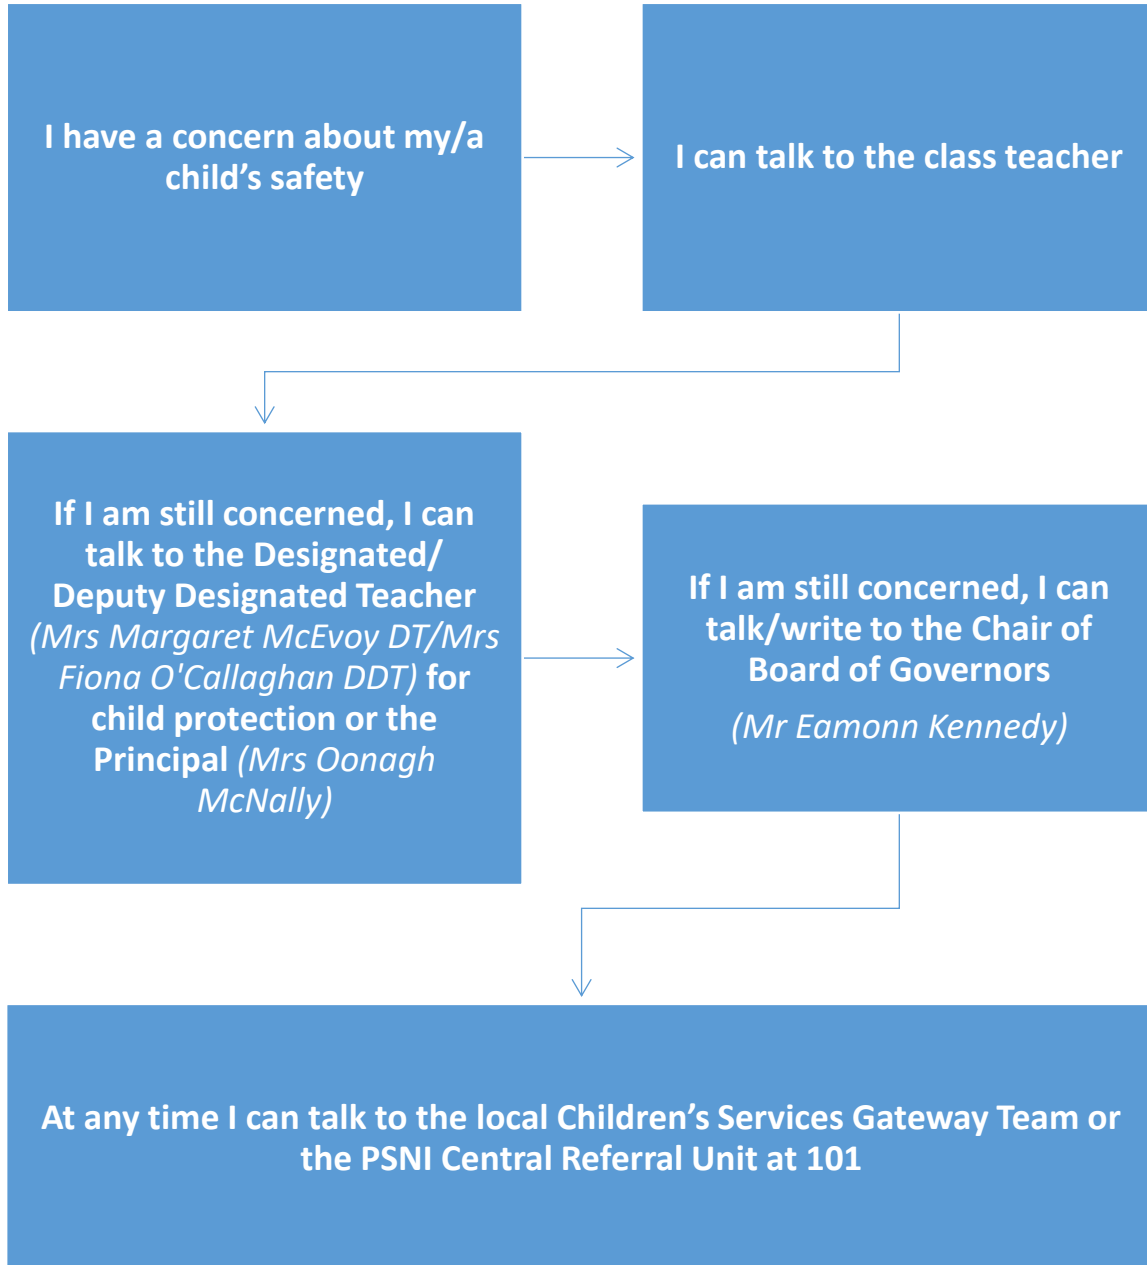 I have a concern about my/a
child’s safety
I can talk to the class teacher
If I am still concerned, I can
talk to the Designated/
Deputy Designated Teacher
(Mrs Margaret McEvoy DT/Mrs
Fiona O'Callaghan DDT) for
child protection or the
Principal (Mrs Oonagh
McNally)
If I am still concerned, I can
talk/write to the Chair of
Board of Governors
(Mr Eamonn Kennedy)
At any time I can talk to the local Children’s Services Gateway Team or
the PSNI Central Referral Unit at 101